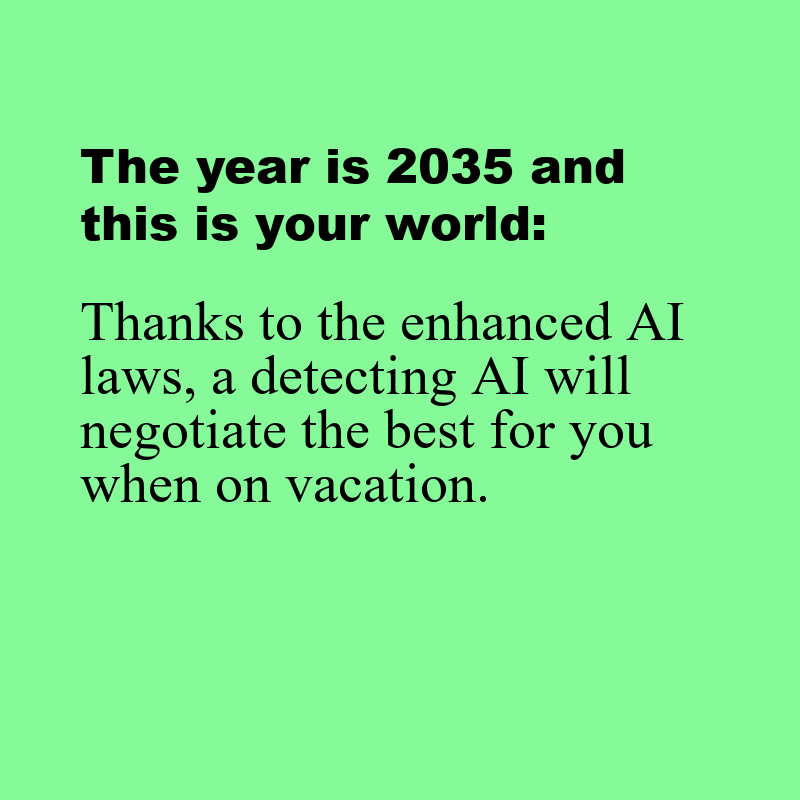 The year is 2035 and
this is your world:
Thanks to the enhanced AI
laws, a detecting AI will
negotiate the best for you
when on vacation.